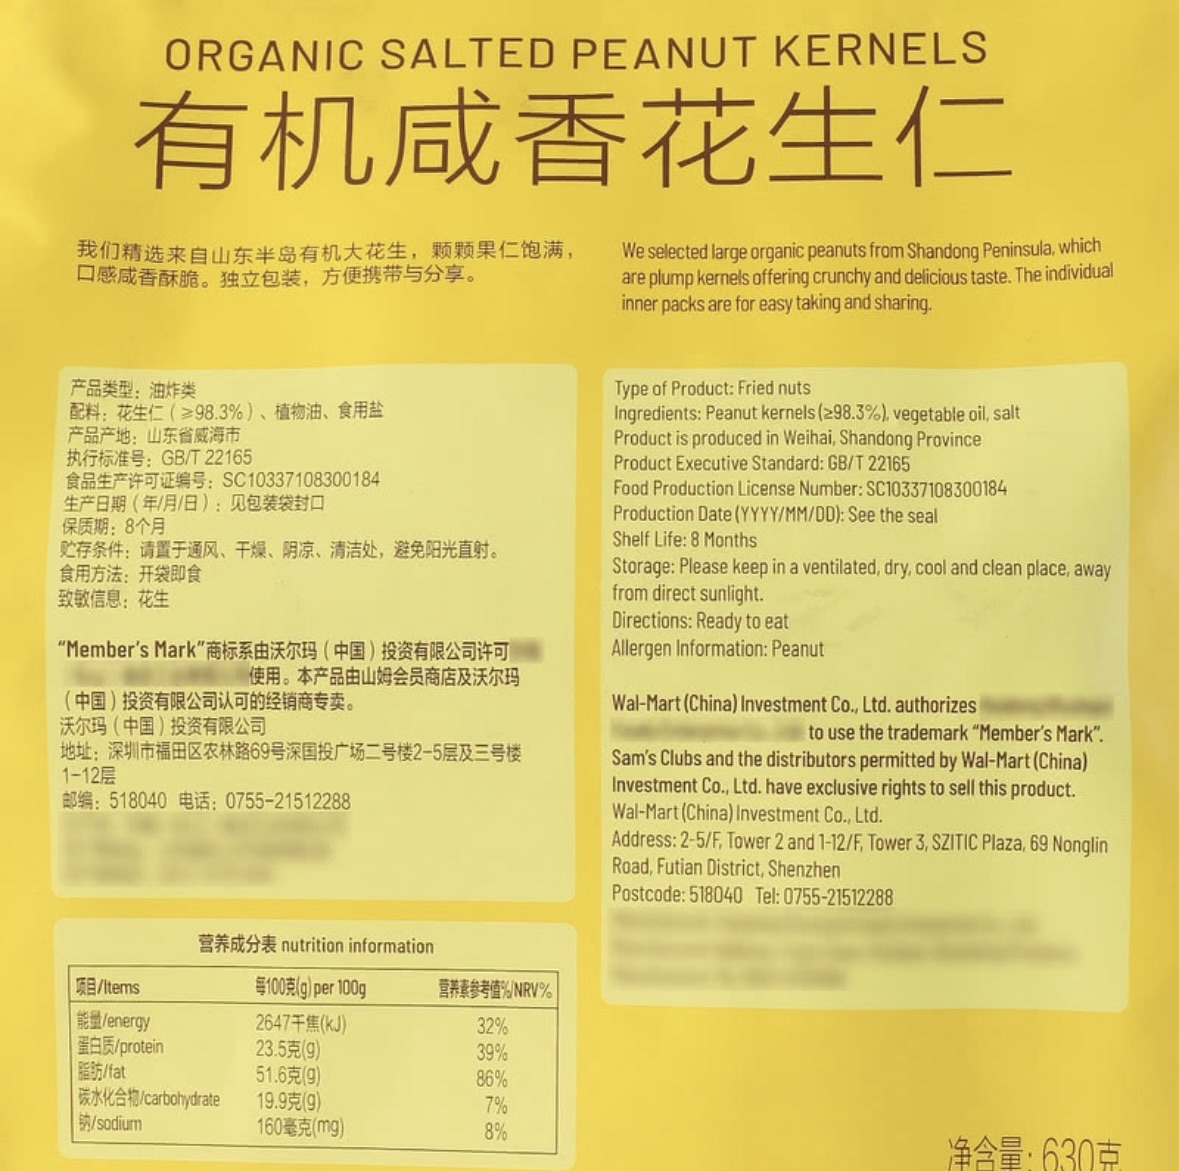 ORGANIC SALTED PEANUT KERNELS
有机咸香花生仁
我们精选来自山东半岛有机大花生，颗颗果仁饱满，
口感咸香酥脆。独立包装，方便携带与分享。
We selected large organic peanuts from Shandong Peninsula, which
are plump kernels offering crunchy and delicious taste. The individual
inner packs are for easy taking and sharing.
产品类型：油炸类
配料：花生仁（≥98.3%）、植物油、食用盐
产品产地：山东省威海市
执行标准号：GB/T 22165
食品生产许可证编号：SC10337108300184
生产日期（年/月/日）：见包装袋封口
保质期：8个月
贮存条件：请置于通风、干燥、阴凉、清洁处，避免阳光直射。
食用方法：开袋即食
致敏信息：花生
“Member's Mark”商标系由沃尔玛（中国）投资有限公司许可
使用。本产品由山姆会员商店及沃尔玛
（中国）投资有限公司认可的经销商专卖。
沃尔玛（中国）投资有限公司
地址：深圳市福田区农林路69号深国投广场二号楼2-5层及三号楼
1-12层
邮编：518040 电话：0755-21512288
Type of Product: Fried nuts
Ingredients: Peanut kernels (≥98.3%), vegetable oil, salt
Product is produced in Weihai, Shandong Province
Product Executive Standard: GB/T 22165
Food Production License Number: SC10337108300184
Production Date (YYYY/MM/DD): See the seal
Shelf Life: 8 Months
Storage: Please keep in a ventilated, dry, cool and clean place, away
from direct sunlight.
Directions: Ready to eat
Allergen Information: Peanut
Wal-Mart (China) Investment Co., Ltd. authorizes
to use the trademark “Member's Mark”.
Sam's Clubs and the distributors permitted by Wal-Mart (China)
Investment Co., Ltd. have exclusive rights to sell this product.
Wal-Mart (China) Investment Co., Ltd.
Address: 2-5/F, Tower 2 and 1-12/F, Tower 3, SZITIC Plaza, 69 Nonglin
Road, Futian District, Shenzhen
Postcode: 518040 Tel: 0755-21512288
营养成分表 nutrition information
项目/Items 每100克(g) per 100g 营养素参考值%/NRV%
能量/energy 2647千焦(kJ) 32%
蛋白质/protein 23.5克(g) 39%
脂肪/fat 51.6克(g) 86%
碳水化合物/carbohydrate 19.9克(g) 7%
钠/sodium 160毫克(mg) 8%
净含量：630克